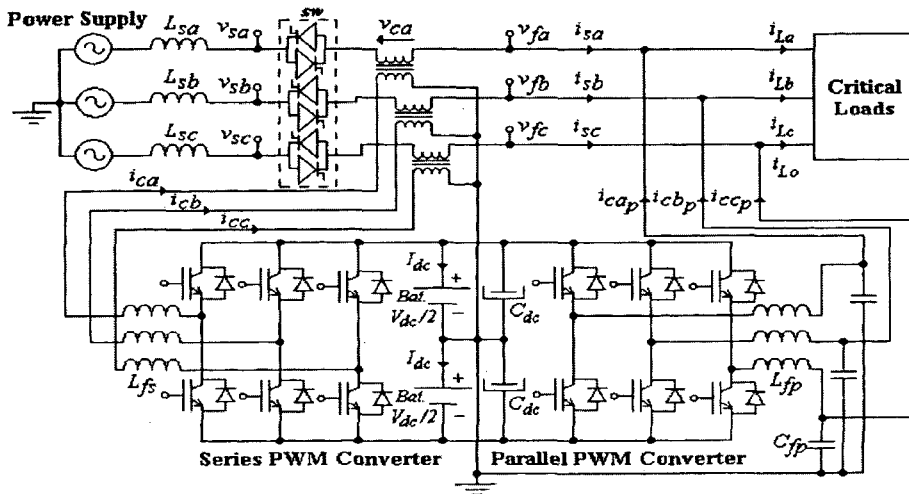 Power Supply
L_sa
v_sa
sw
v_ca
v_fa
i_sa
i_La
L_sb
v_sb
v_fb
i_sb
i_Lb
Critical
Loads
L_sc
v_sc
v_fc
i_sc
i_Lc
i_Lo
i_ca
i_cb
i_cc
i_cap
i_cbp
i_ccp
I_dc
+
Bat.
V_dc/2
−
C_dc
L_fs
I_dc
+
Bat.
V_dc/2
−
C_dc
L_fp
C_fp
Series PWM Converter
Parallel PWM Converter